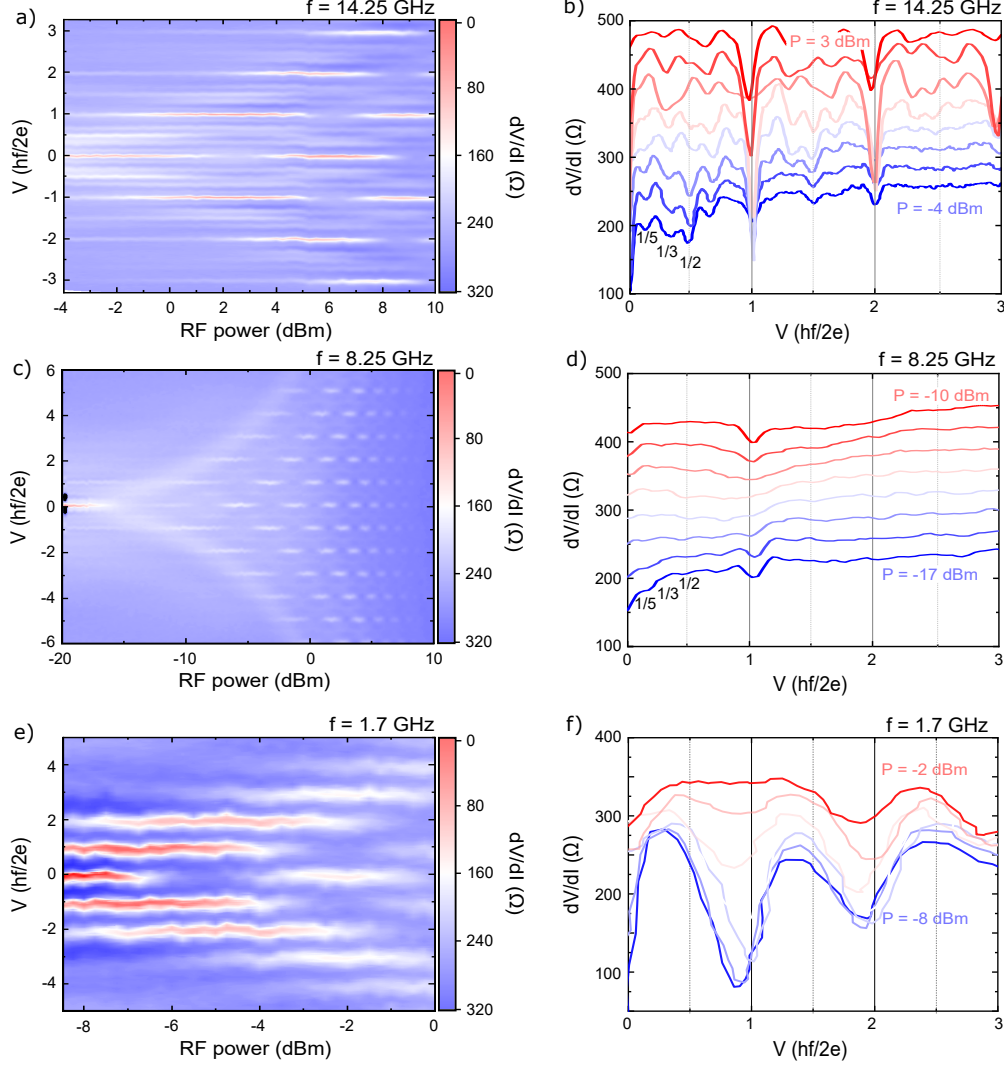 a)
f = 14.25 GHz
V (hf/2e)
3
2
1
0
-1
-2
-3
-4
-2
0
2
4
6
8
10
RF power (dBm)
0
80
160
240
320
dV/dI (Ω)
b)
f = 14.25 GHz
dV/dI (Ω)
500
400
300
200
100
P = 3 dBm
P = -4 dBm
1/5
1/3
1/2
0
1
2
3
V (hf/2e)
c)
f = 8.25 GHz
V (hf/2e)
6
4
2
0
-2
-4
-6
-20
-10
0
10
RF power (dBm)
0
80
160
240
320
dV/dI (Ω)
d)
f = 8.25 GHz
dV/dI (Ω)
500
400
300
200
100
P = -10 dBm
P = -17 dBm
1/5
1/3
1/2
0
1
2
3
V (hf/2e)
e)
f = 1.7 GHz
V (hf/2e)
4
2
0
-2
-4
-8
-6
-4
-2
0
RF power (dBm)
0
80
160
240
320
dV/dI (Ω)
f)
f = 1.7 GHz
dV/dI (Ω)
400
300
200
100
P = -2 dBm
P = -8 dBm
0
1
2
3
V (hf/2e)